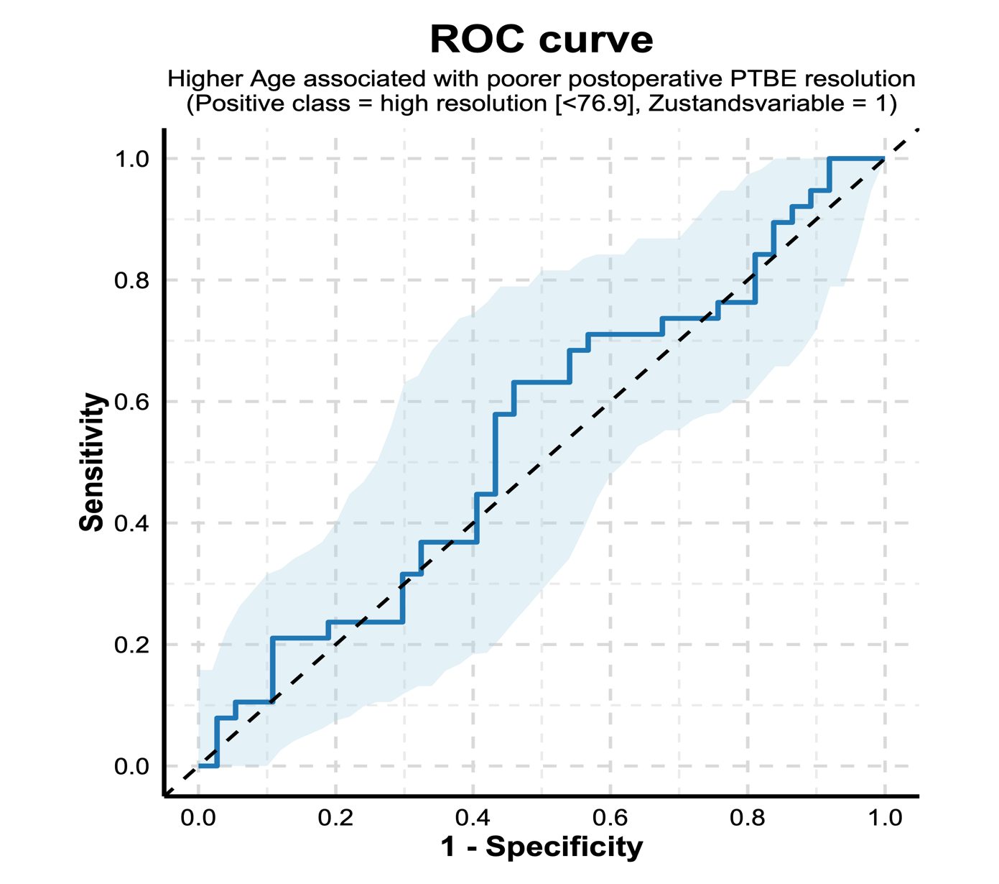 ROC curve
Higher Age associated with poorer postoperative PTBE resolution
(Positive class = high resolution [<76.9], Zustandsvariable = 1)
1.0
0.8
0.6
0.4
0.2
0.0
Sensitivity
0.0 0.2 0.4 0.6 0.8 1.0
1 - Specificity